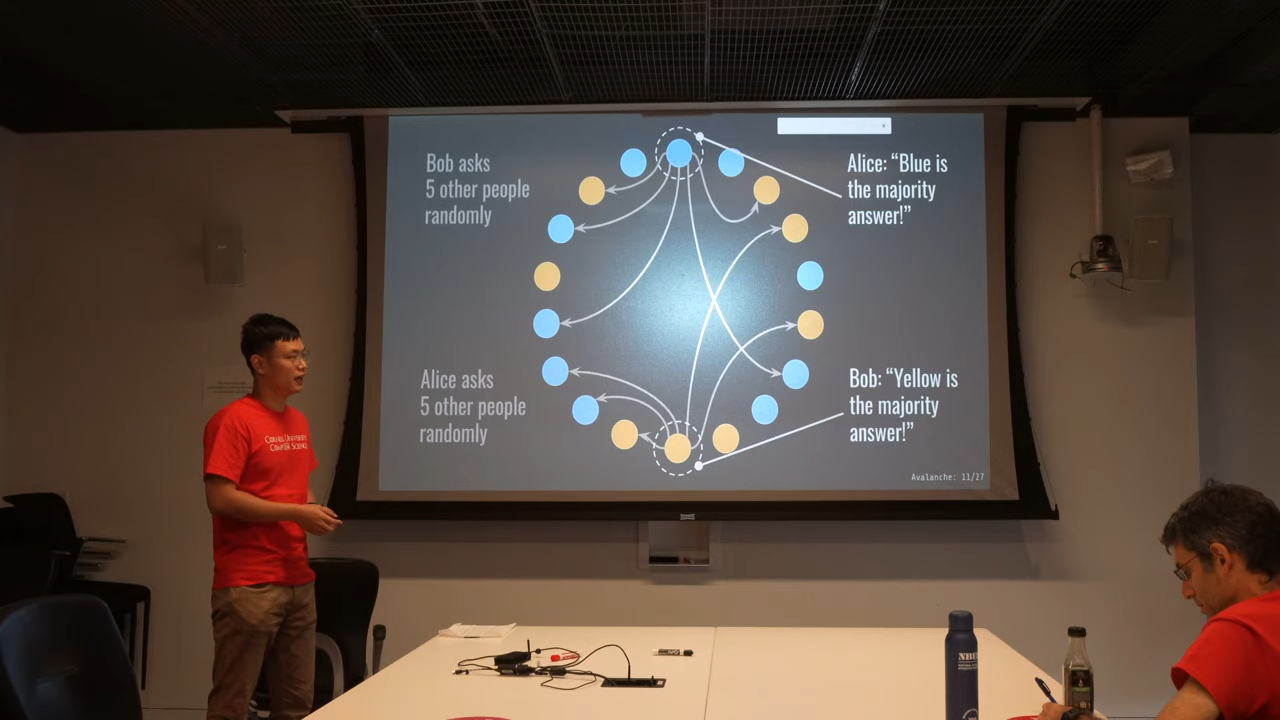 Bob asks
5 other people
randomly
Alice: “Blue is
the majority
answer!”
Alice asks
5 other people
randomly
Bob: “Yellow is
the majority
answer!”
Avalanche: 11/27
Cornell University
Computer Science